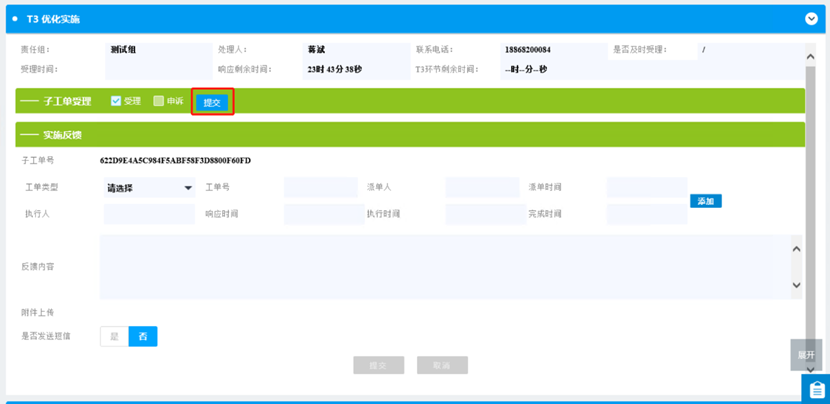 T3 优化实施
责任组: 测试组 处理人: 蒋斌 联系电话: 18868200084 是否及时受理: /
受理时间: 响应剩余时间: 23时 43分 38秒 T3环节剩余时间: --时--分--秒
子工单受理 受理 申诉 提交
实施反馈
子工单号 622D9E4A5C984F5ABF58F3D8800F60FD
工单类型 请选择 工单号 派单人 派单时间
添加
执行人 响应时间 执行时间 完成时间
反馈内容
附件上传
是否发送短信 是 否
展开
提交 取消